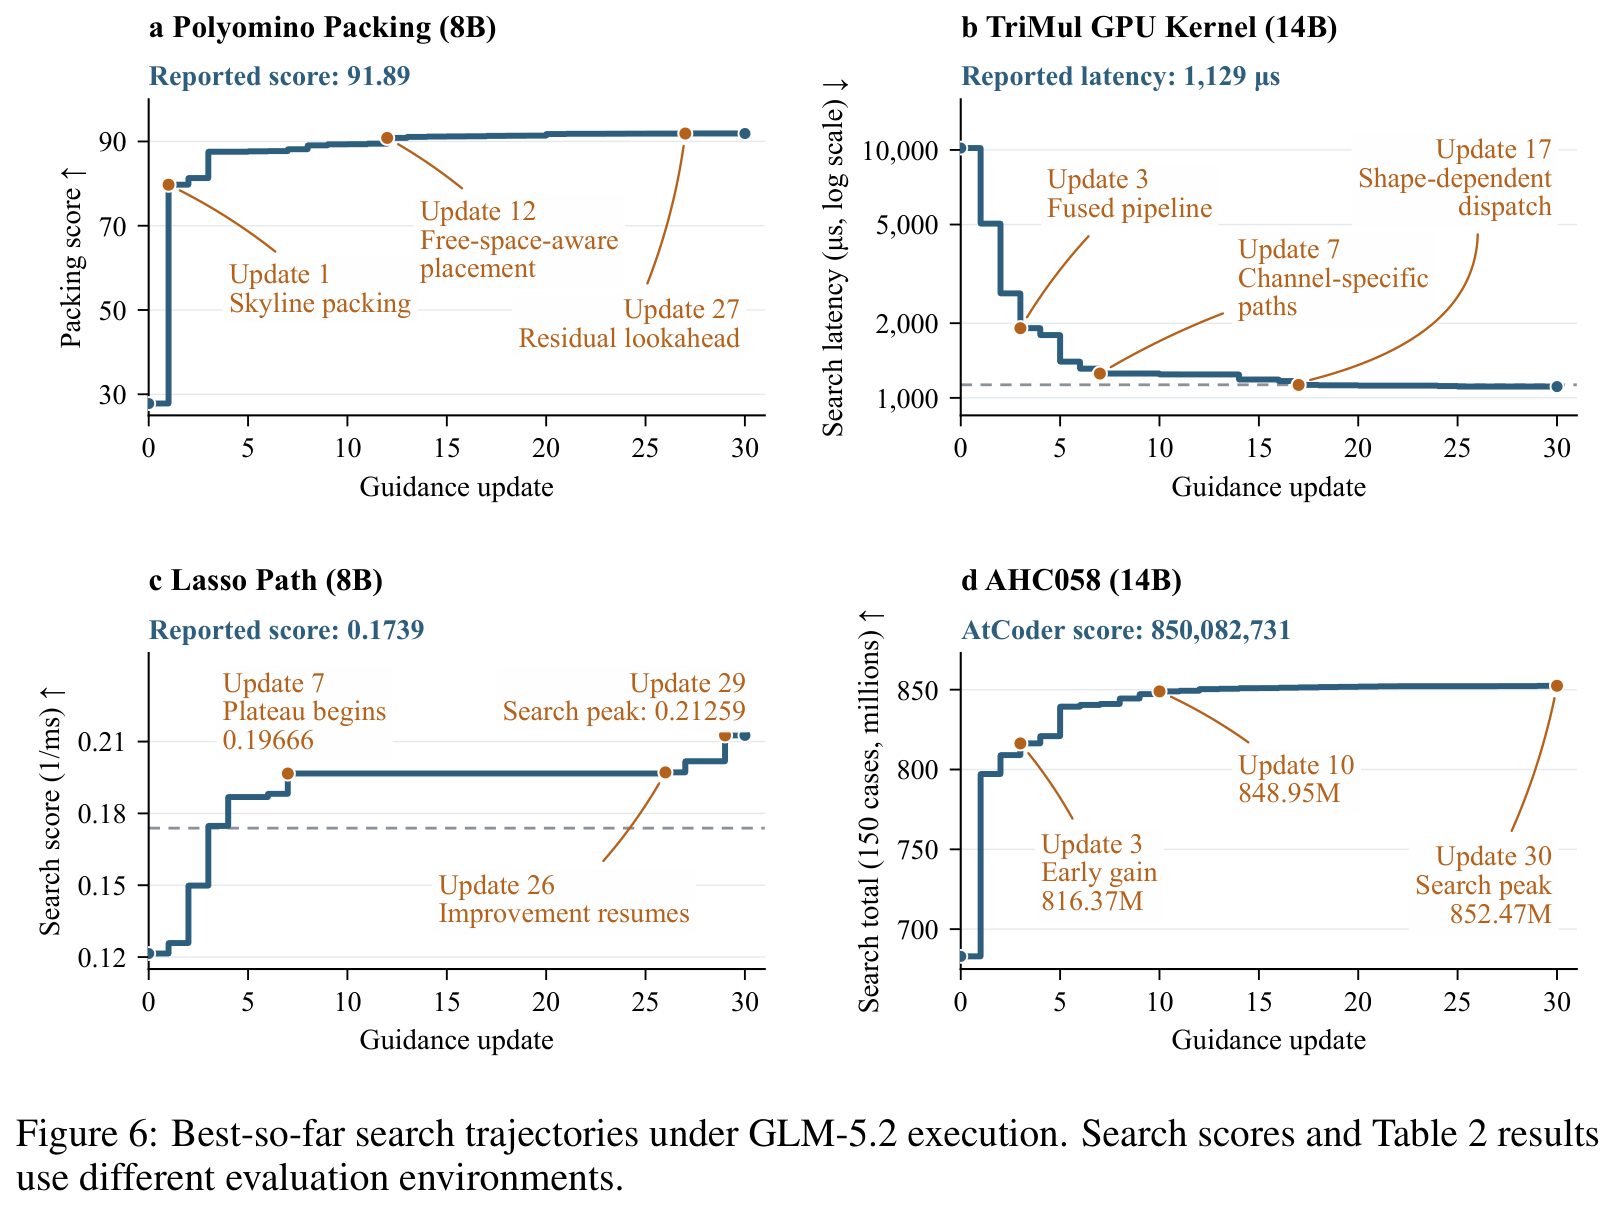 a Polyomino Packing (8B)
Reported score: 91.89
Packing score ↑
90
70
50
30
Update 1
Skyline packing
Update 12
Free-space-aware
placement
Update 27
Residual lookahead
0 5 10 15 20 25 30
Guidance update
b TriMul GPU Kernel (14B)
Reported latency: 1,129 µs
Search latency (µs, log scale) ↓
10,000
5,000
2,000
1,000
Update 3
Fused pipeline
Update 7
Channel-specific
paths
Update 17
Shape-dependent
dispatch
0 5 10 15 20 25 30
Guidance update
c Lasso Path (8B)
Reported score: 0.1739
Search score (1/ms) ↑
0.21
0.18
0.15
0.12
Update 7
Plateau begins
0.19666
Update 29
Search peak: 0.21259
Update 26
Improvement resumes
0 5 10 15 20 25 30
Guidance update
d AHC058 (14B)
AtCoder score: 850,082,731
Search total (150 cases, millions) ↑
850
800
750
700
Update 3
Early gain
816.37M
Update 10
848.95M
Update 30
Search peak
852.47M
0 5 10 15 20 25 30
Guidance update
Figure 6: Best-so-far search trajectories under GLM-5.2 execution. Search scores and Table 2 results
use different evaluation environments.